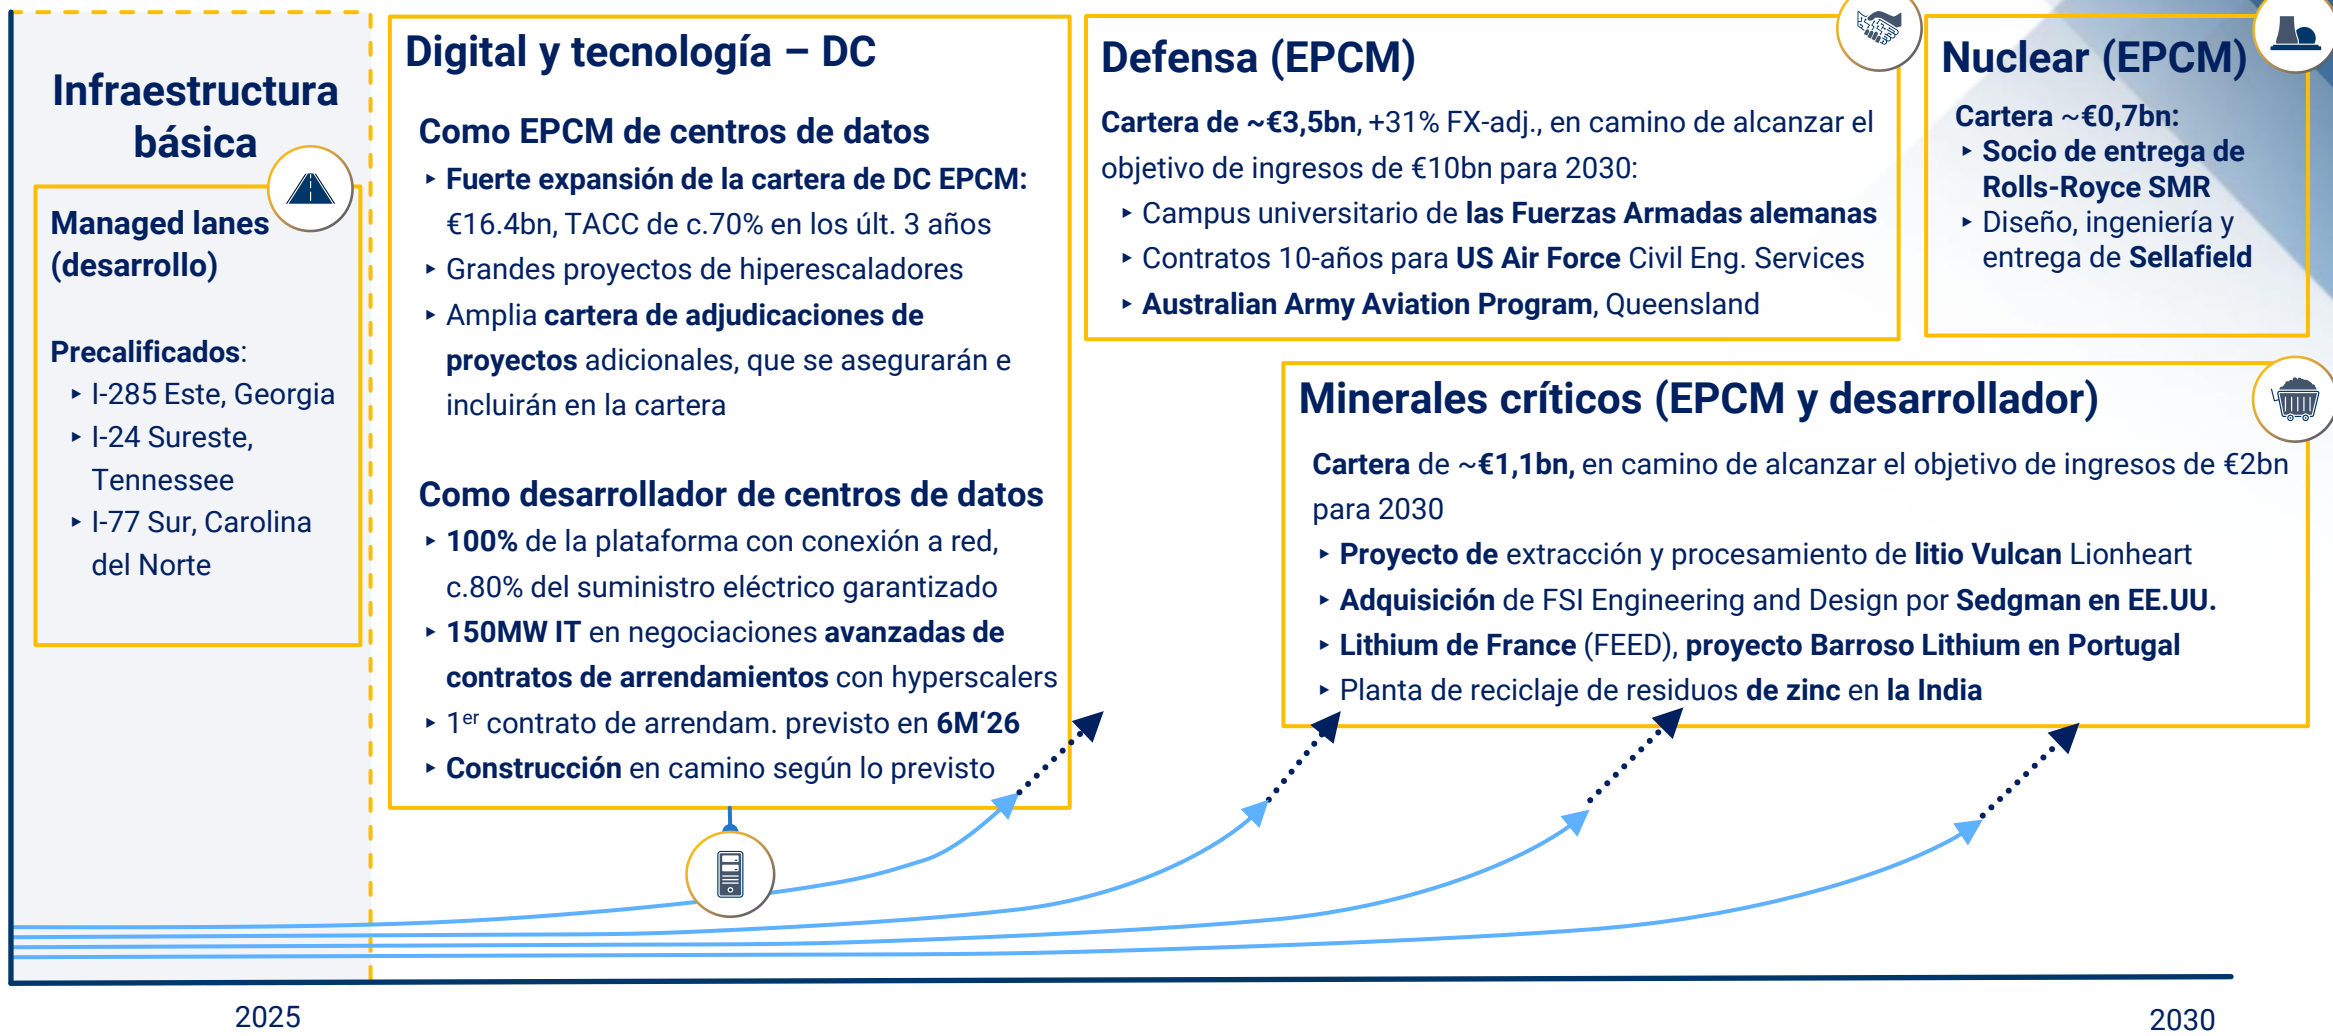 Infraestructura
básica
Managed lanes
(desarrollo)
Precalificados:
‣ I-285 Este, Georgia
‣ I-24 Sureste,
Tennessee
‣ I-77 Sur, Carolina
del Norte
Digital y tecnología – DC
Como EPCM de centros de datos
‣ Fuerte expansión de la cartera de DC EPCM:
€16.4bn, TACC de c.70% en los últ. 3 años
‣ Grandes proyectos de hiperescaladores
‣ Amplia cartera de adjudicaciones de
proyectos adicionales, que se asegurarán e
incluirán en la cartera
Como desarrollador de centros de datos
‣ 100% de la plataforma con conexión a red,
c.80% del suministro eléctrico garantizado
‣ 150MW IT en negociaciones avanzadas de
contratos de arrendamientos con hyperscalers
‣ 1er contrato de arrendam. previsto en 6M‘26
‣ Construcción en camino según lo previsto
Defensa (EPCM)
Cartera de ~€3,5bn, +31% FX-adj., en camino de alcanzar el
objetivo de ingresos de €10bn para 2030:
‣ Campus universitario de las Fuerzas Armadas alemanas
‣ Contratos 10-años para US Air Force Civil Eng. Services
‣ Australian Army Aviation Program, Queensland
Nuclear (EPCM)
Cartera ~€0,7bn:
‣ Socio de entrega de
Rolls-Royce SMR
‣ Diseño, ingeniería y
entrega de Sellafield
Minerales críticos (EPCM y desarrollador)
Cartera de ~€1,1bn, en camino de alcanzar el objetivo de ingresos de €2bn
para 2030
‣ Proyecto de extracción y procesamiento de litio Vulcan Lionheart
‣ Adquisición de FSI Engineering and Design por Sedgman en EE.UU.
‣ Lithium de France (FEED), proyecto Barroso Lithium en Portugal
‣ Planta de reciclaje de residuos de zinc en la India
2025
2030